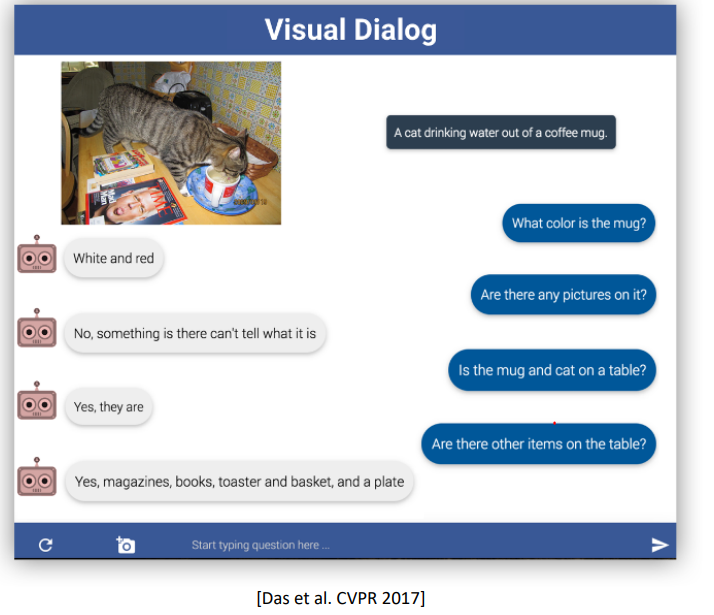 Visual Dialog
A cat drinking water out of a coffee mug.
What color is the mug?
White and red
Are there any pictures on it?
No, something is there can't tell what it is
Is the mug and cat on a table?
Yes, they are
Are there other items on the table?
Yes, magazines, books, toaster and basket, and a plate
Start typing question here ...
[Das et al. CVPR 2017]